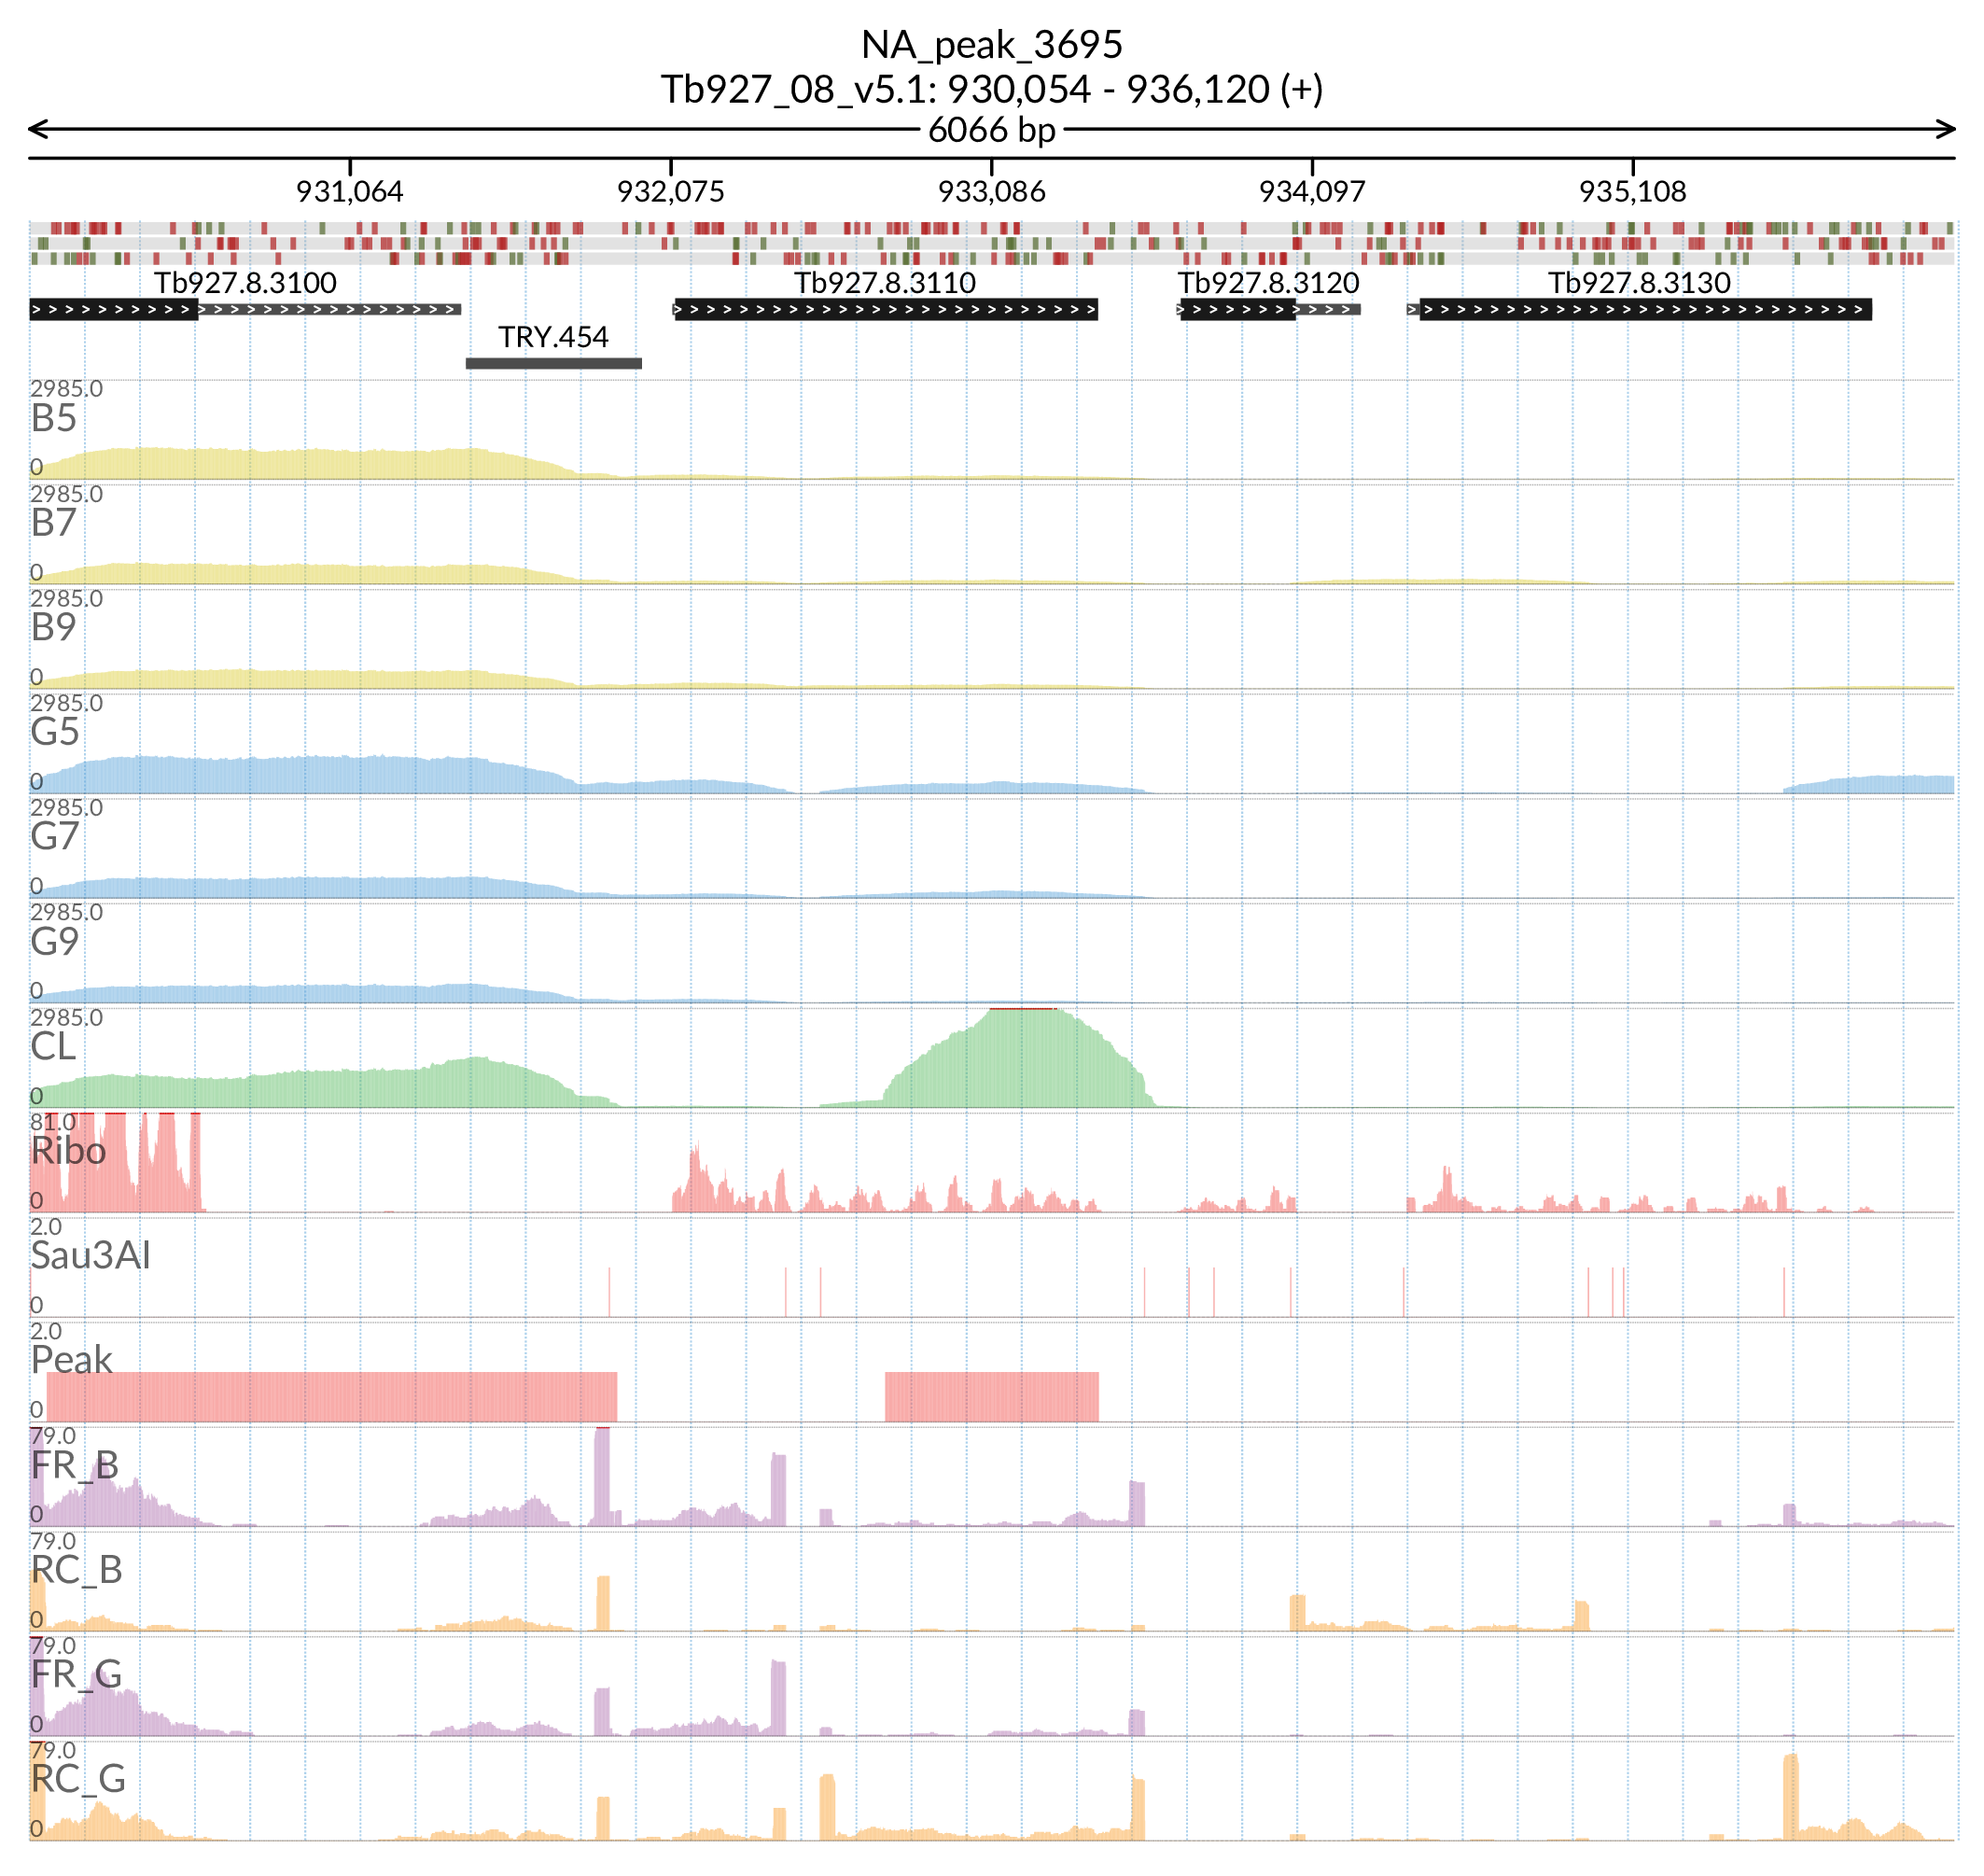 NA_peak_3695
Tb927_08_v5.1: 930,054 - 936,120 (+)
6066 bp
931,064 932,075 933,086 934,097 935,108
Tb927.8.3100 Tb927.8.3110 Tb927.8.3120 Tb927.8.3130
TRY.454
2985.0
B5
0
2985.0
B7
0
2985.0
B9
0
2985.0
G5
0
2985.0
G7
0
2985.0
G9
0
2985.0
CL
0
81.0
Ribo
0
2.0
Sau3AI
0
2.0
Peak
0
79.0
FR_B
0
79.0
RC_B
0
79.0
FR_G
0
79.0
RC_G
0